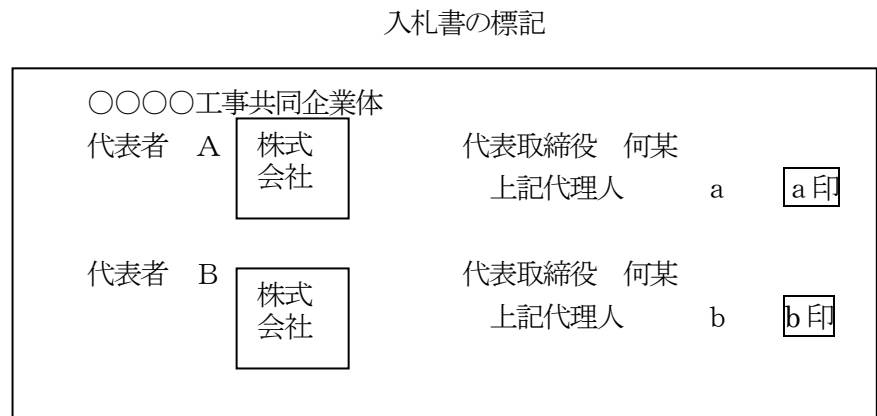 入札書の標記
○○○○工事共同企業体
代表者 A 株式会社 代表取締役 何某
上記代理人 a a印
代表者 B 株式会社 代表取締役 何某
上記代理人 b b印